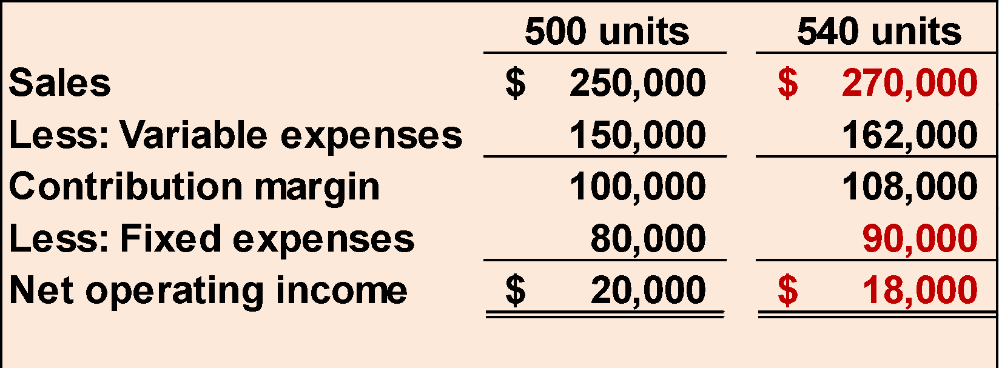 500 units 540 units
Sales $ 250,000 $ 270,000
Less: Variable expenses 150,000 162,000
Contribution margin 100,000 108,000
Less: Fixed expenses 80,000 90,000
Net operating income $ 20,000 $ 18,000